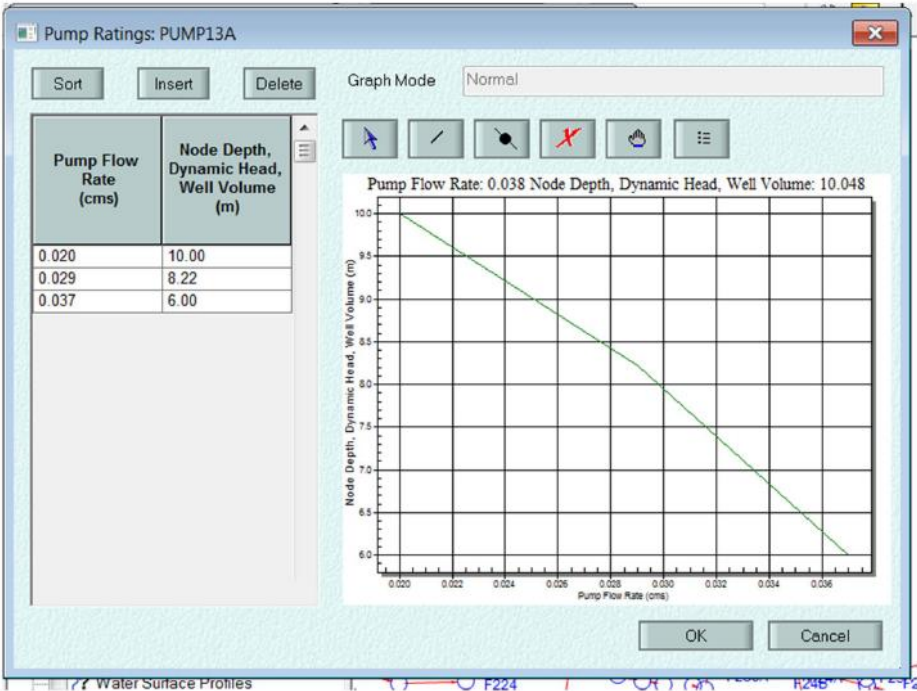 Pump Ratings: PUMP13A
Sort Insert Delete
Graph Mode Normal
Pump Flow Rate (cms)
Node Depth, Dynamic Head, Well Volume (m)
0.020 10.00
0.029 8.22
0.037 6.00
Pump Flow Rate: 0.038 Node Depth, Dynamic Head, Well Volume: 10.048
Node Depth, Dynamic Head, Well Volume (m)
10.0
9.5
9.0
8.5
8.0
7.5
7.0
6.5
6.0
0.020 0.022 0.024 0.026 0.028 0.030 0.032 0.034 0.036
Pump Flow Rate (cms)
OK Cancel
?? Water Surface Profiles
F224